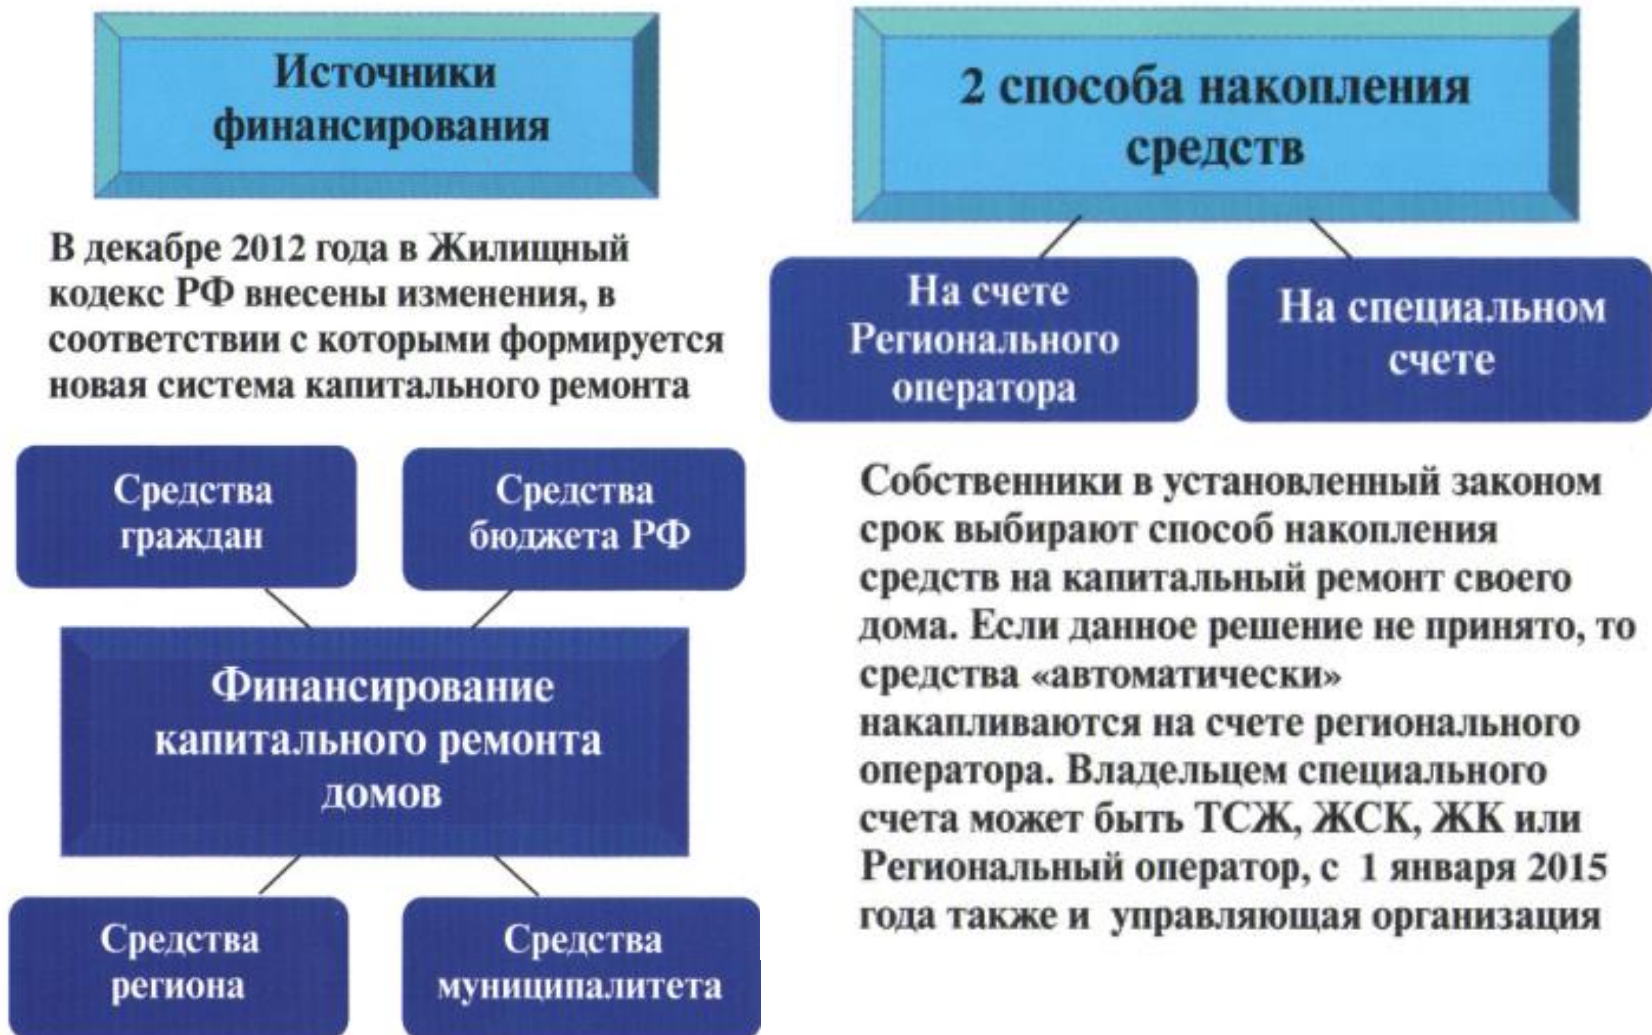 Источники
финансирования
В декабре 2012 года в Жилищный
кодекс РФ внесены изменения, в
соответствии с которыми формируется
новая система капитального ремонта
Средства
граждан
Средства
бюджета РФ
Финансирование
капитального ремонта
домов
Средства
региона
Средства
муниципалитета
2 способа накопления
средств
На счете
Регионального
оператора
На специальном
счете
Собственники в установленный законом
срок выбирают способ накопления
средств на капитальный ремонт своего
дома. Если данное решение не принято, то
средства «автоматически»
накапливаются на счете регионального
оператора. Владельцем специального
счета может быть ТСЖ, ЖСК, ЖК или
Региональный оператор, с 1 января 2015
года также и управляющая организация